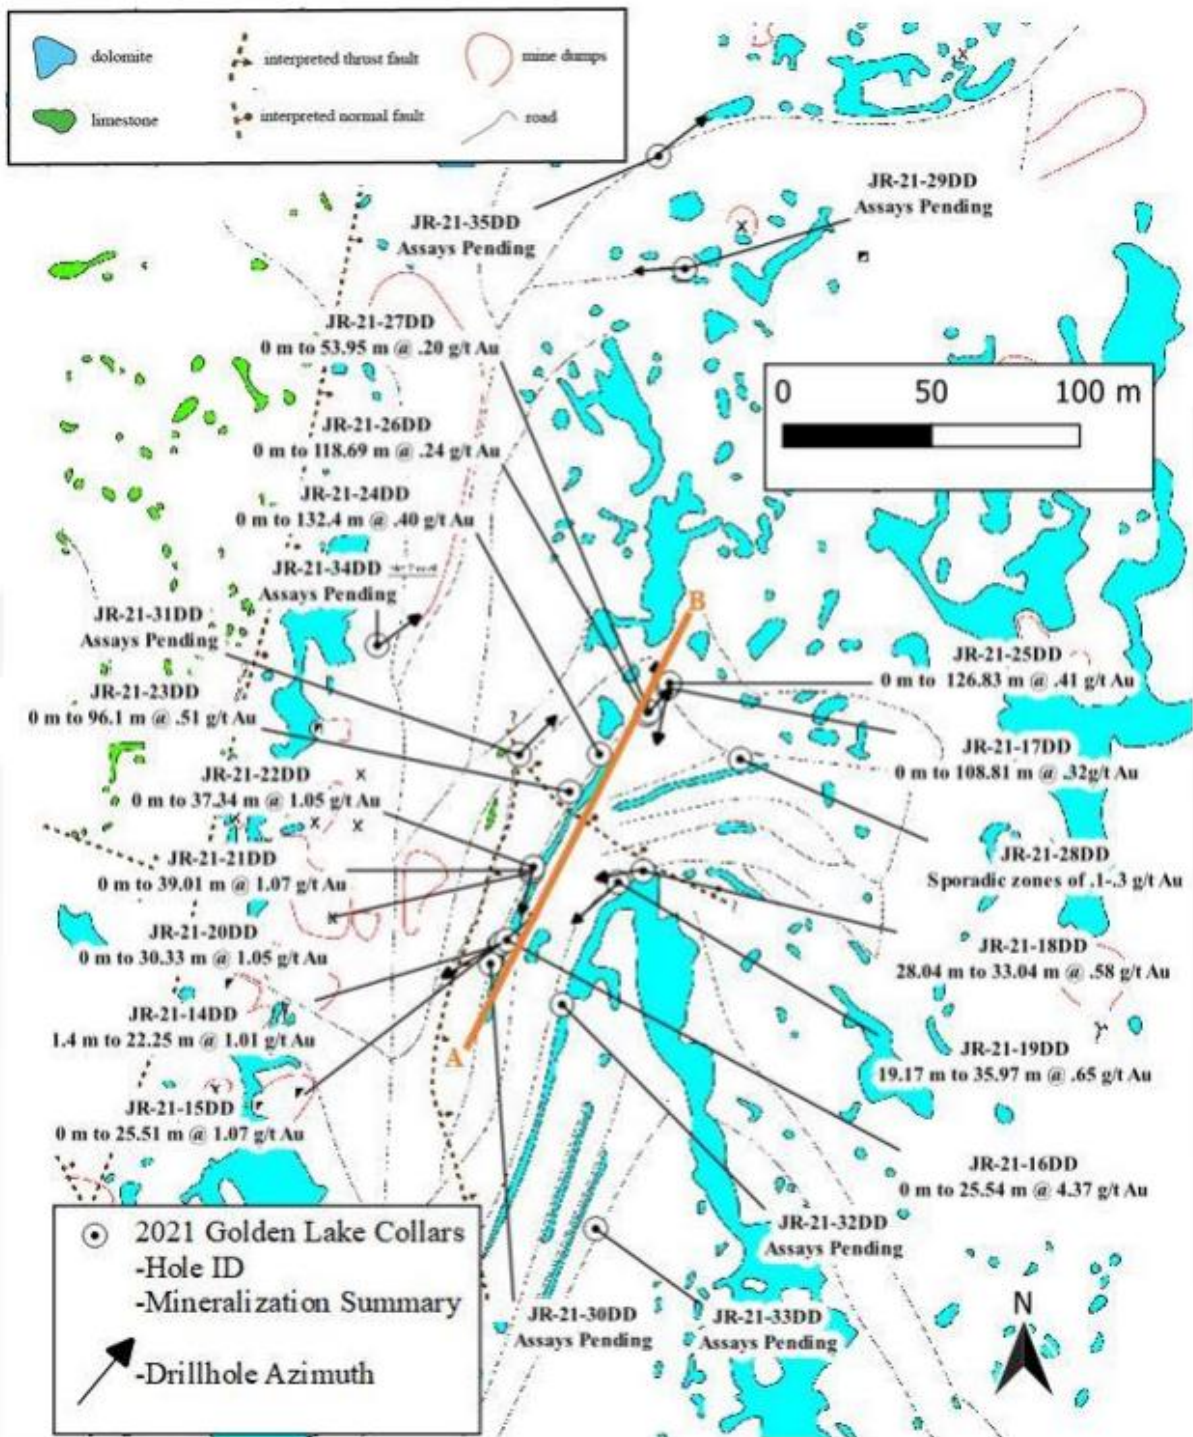 dolomite
interpreted thrust fault
mine dumps
limestone
interpreted normal fault
road
JR-21-29DD
Assays Pending
JR-21-35DD
Assays Pending
JR-21-27DD
0 m to 53.95 m @ .20 g/t Au
0 50 100 m
JR-21-26DD
0 m to 118.69 m @ .24 g/t Au
JR-21-24DD
0 m to 132.4 m @ .40 g/t Au
JR-21-34DD
Assays Pending
JR-21-31DD
Assays Pending
B
JR-21-25DD
0 m to 126.83 m @ .41 g/t Au
JR-21-23DD
0 m to 96.1 m @ .51 g/t Au
JR-21-17DD
0 m to 108.81 m @ .32g/t Au
JR-21-22DD
0 m to 37.34 m @ 1.05 g/t Au
JR-21-28DD
Sporadic zones of .1-.3 g/t Au
JR-21-21DD
0 m to 39.01 m @ 1.07 g/t Au
JR-21-20DD
0 m to 30.33 m @ 1.05 g/t Au
JR-21-18DD
28.04 m to 33.04 m @ .58 g/t Au
JR-21-14DD
1.4 m to 22.25 m @ 1.01 g/t Au
A
JR-21-19DD
19.17 m to 35.97 m @ .65 g/t Au
JR-21-15DD
0 m to 25.51 m @ 1.07 g/t Au
JR-21-16DD
0 m to 25.54 m @ 4.37 g/t Au
JR-21-32DD
Assays Pending
JR-21-30DD
Assays Pending
JR-21-33DD
Assays Pending
N
2021 Golden Lake Collars
-Hole ID
-Mineralization Summary
-Drillhole Azimuth